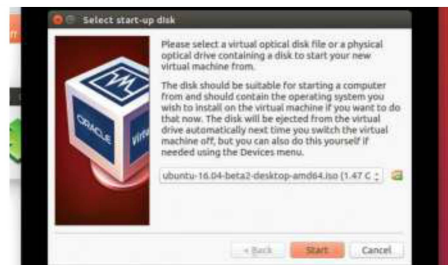 Select start-up disk
Please select a virtual optical disk file or a physical
optical drive containing a disk to start your new
virtual machine from.
The disk should be suitable for starting a computer
from and should contain the operating system you
wish to install on the virtual machine if you want to do
that now. The disk will be ejected from the virtual
drive automatically next time you switch the virtual
machine off, but you can also do this yourself if
needed using the Devices menu.
ORACLE
ubuntu-16.04-beta2-desktop-amd64.iso (1.47 G
< Back
Start
Cancel